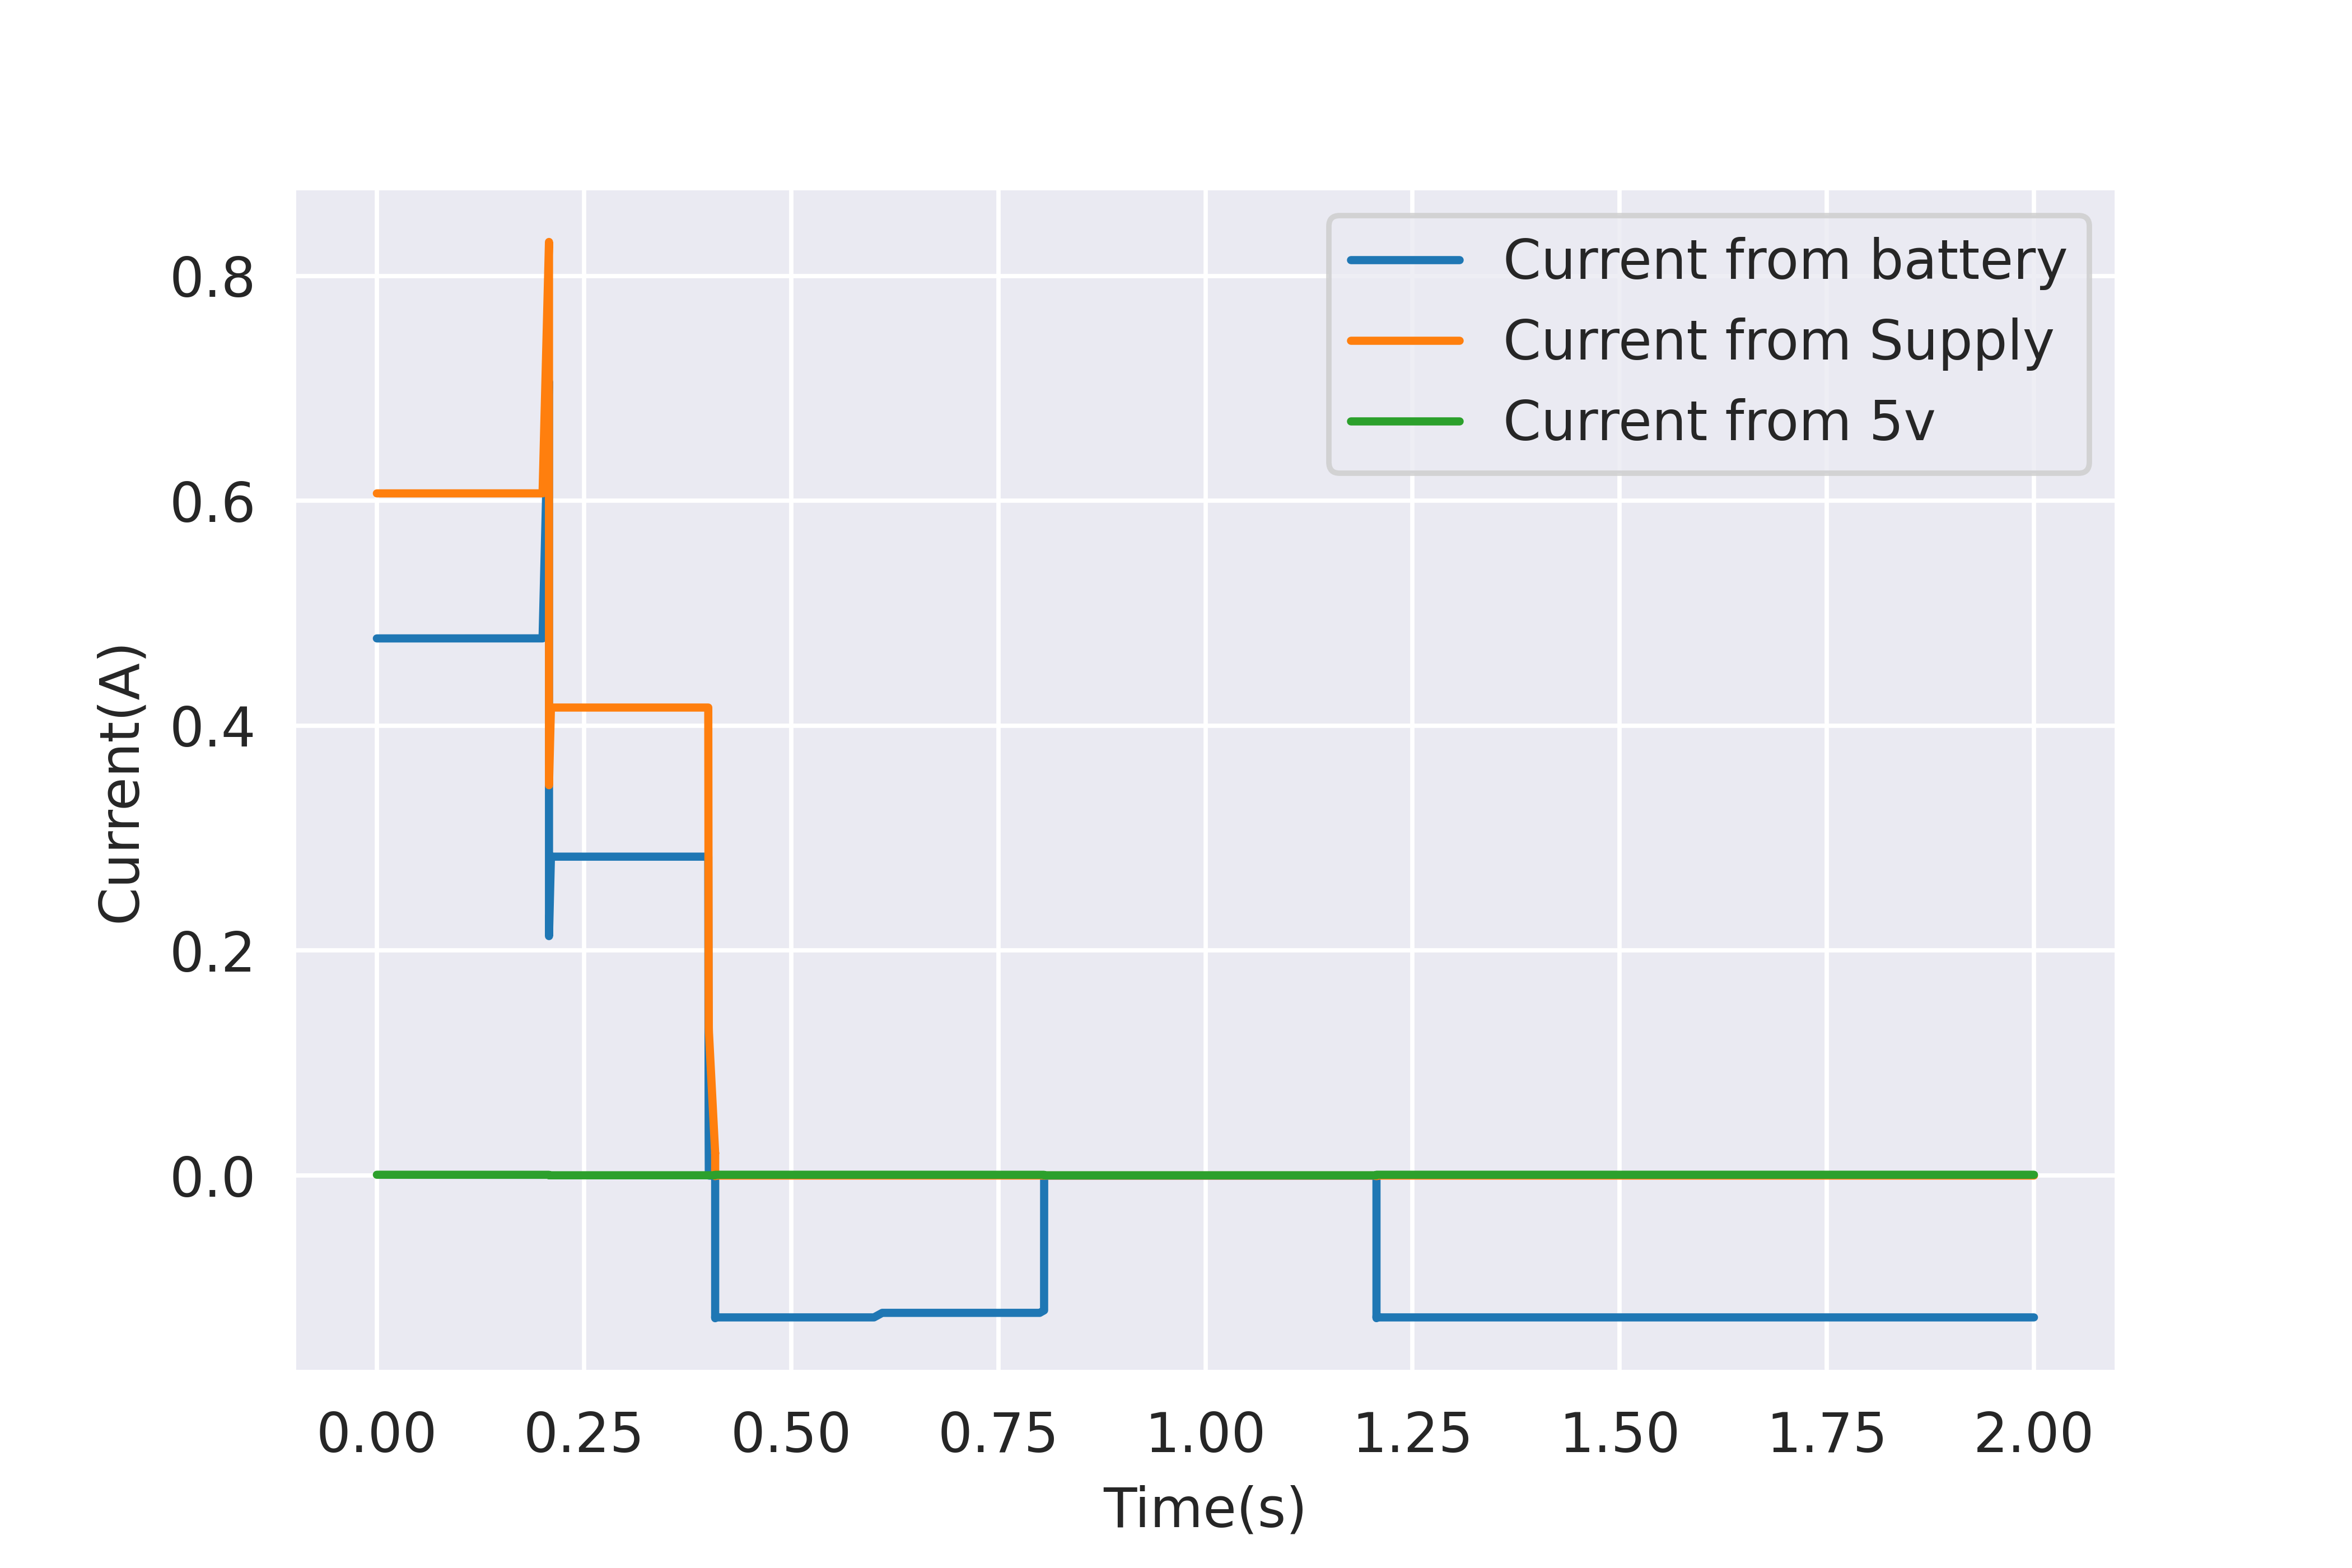 Current from battery
Current from Supply
Current from 5v
0.8
0.6
0.4
0.2
0.0
Current(A)
0.00 0.25 0.50 0.75 1.00 1.25 1.50 1.75 2.00
Time(s)